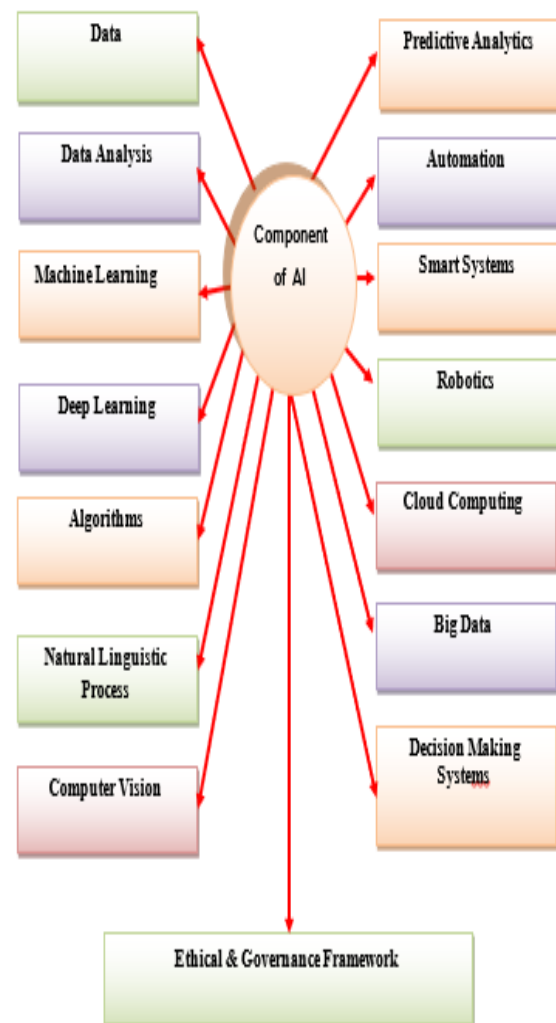 Data
Data Analysis
Machine Learning
Deep Learning
Algorithms
Natural Linguistic
Process
Computer Vision
Component
of AI
Predictive Analytics
Automation
Smart Systems
Robotics
Cloud Computing
Big Data
Decision Making
Systems
Ethical & Governance Framework